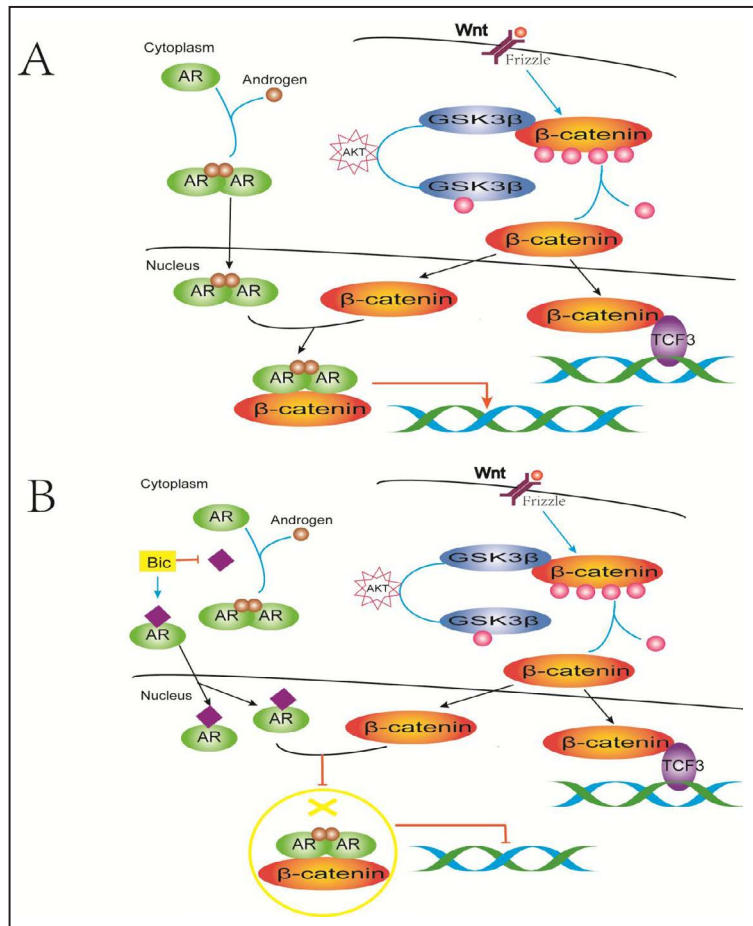 A
Cytoplasm
AR
Androgen
AR AR
Wnt
Frizzle
GSK3β
β-catenin
AKT
GSK3β
β-catenin
Nucleus
AR AR
β-catenin
β-catenin
TCF3
AR AR
β-catenin
B
Cytoplasm
AR
Androgen
Bic
AR AR
AR
Wnt
Frizzle
GSK3β
β-catenin
AKT
GSK3β
β-catenin
Nucleus
AR
AR
β-catenin
β-catenin
TCF3
AR AR
β-catenin